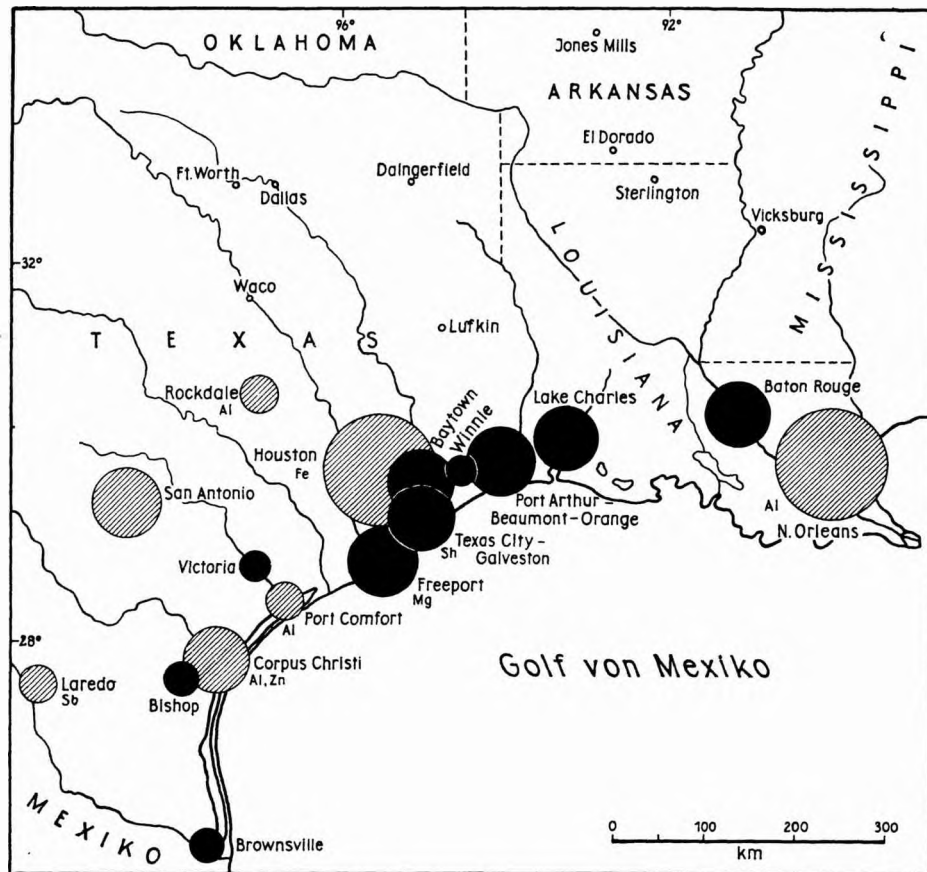 96°
92°
OKLAHOMA
Jones Mills
ARKANSAS
MISSISSIPPI
El Dorado
Ft. Worth
Dallas
Daingerfield
Sterlington
Vicksburg
LOUISIANA
32°
Waco
Lufkin
TEXAS
Rockdale
Al
Baytown
Winnie
Lake Charles
Baton Rouge
Houston
Fe
San Antonio
Port Arthur –
Beaumont – Orange
Al
N. Orleans
Texas City –
Sn
Galveston
Victoria
Freeport
Mg
Port Comfort
Al
28°
Corpus Christi
Al, Zn
Golf von Mexiko
Laredo
Sb
Bishop
MEXIKO
Brownsville
0 100 200 300
km